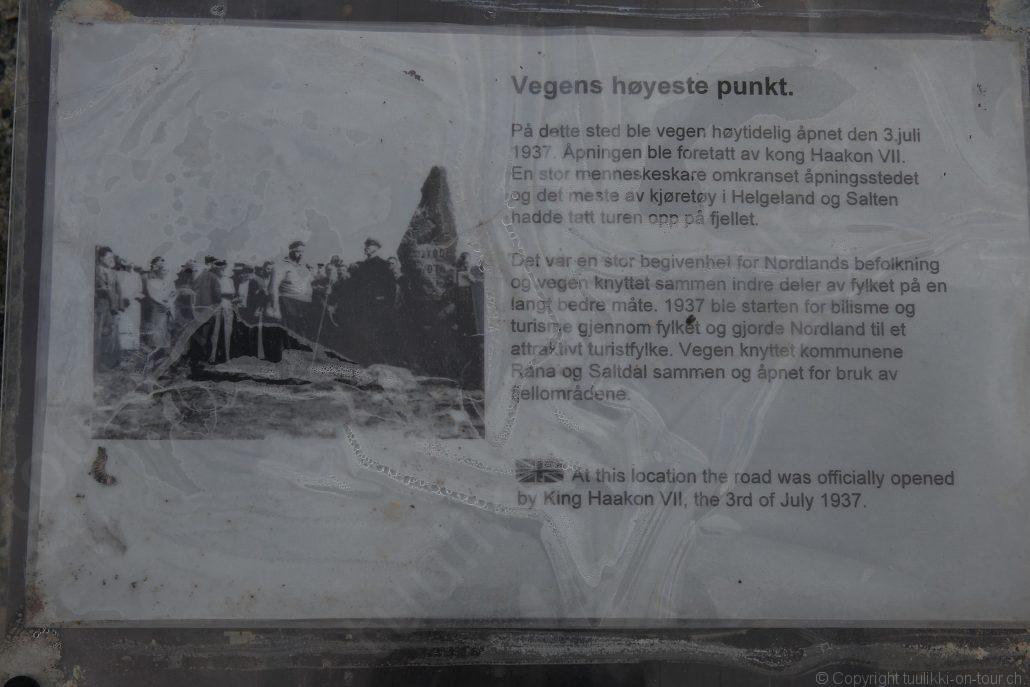 Vegens høyeste punkt.
På dette sted ble vegen høytidelig åpnet den 3.juli
1937. Åpningen ble foretatt av kong Haakon VII.
En stor menneskeskare omkranset åpningsstedet
og det meste av kjøretøy i Helgeland og Salten
hadde tatt turen opp på fjellet.
Det var en stor begivenhet for Nordlands befolkning
og vegen knyttet sammen indre deler av fylket på en
langt bedre måte. 1937 ble starten for bilisme og
turisme gjennom fylket og gjorde Nordland til et
attraktivt turistfylke. Vegen knyttet kommunene
Rana og Saltdal sammen og åpnet for bruk av
fjellområdene.
At this location the road was officially opened
by King Haakon VII, the 3rd of July 1937.
© Copyright tuulikki-on-tour.ch